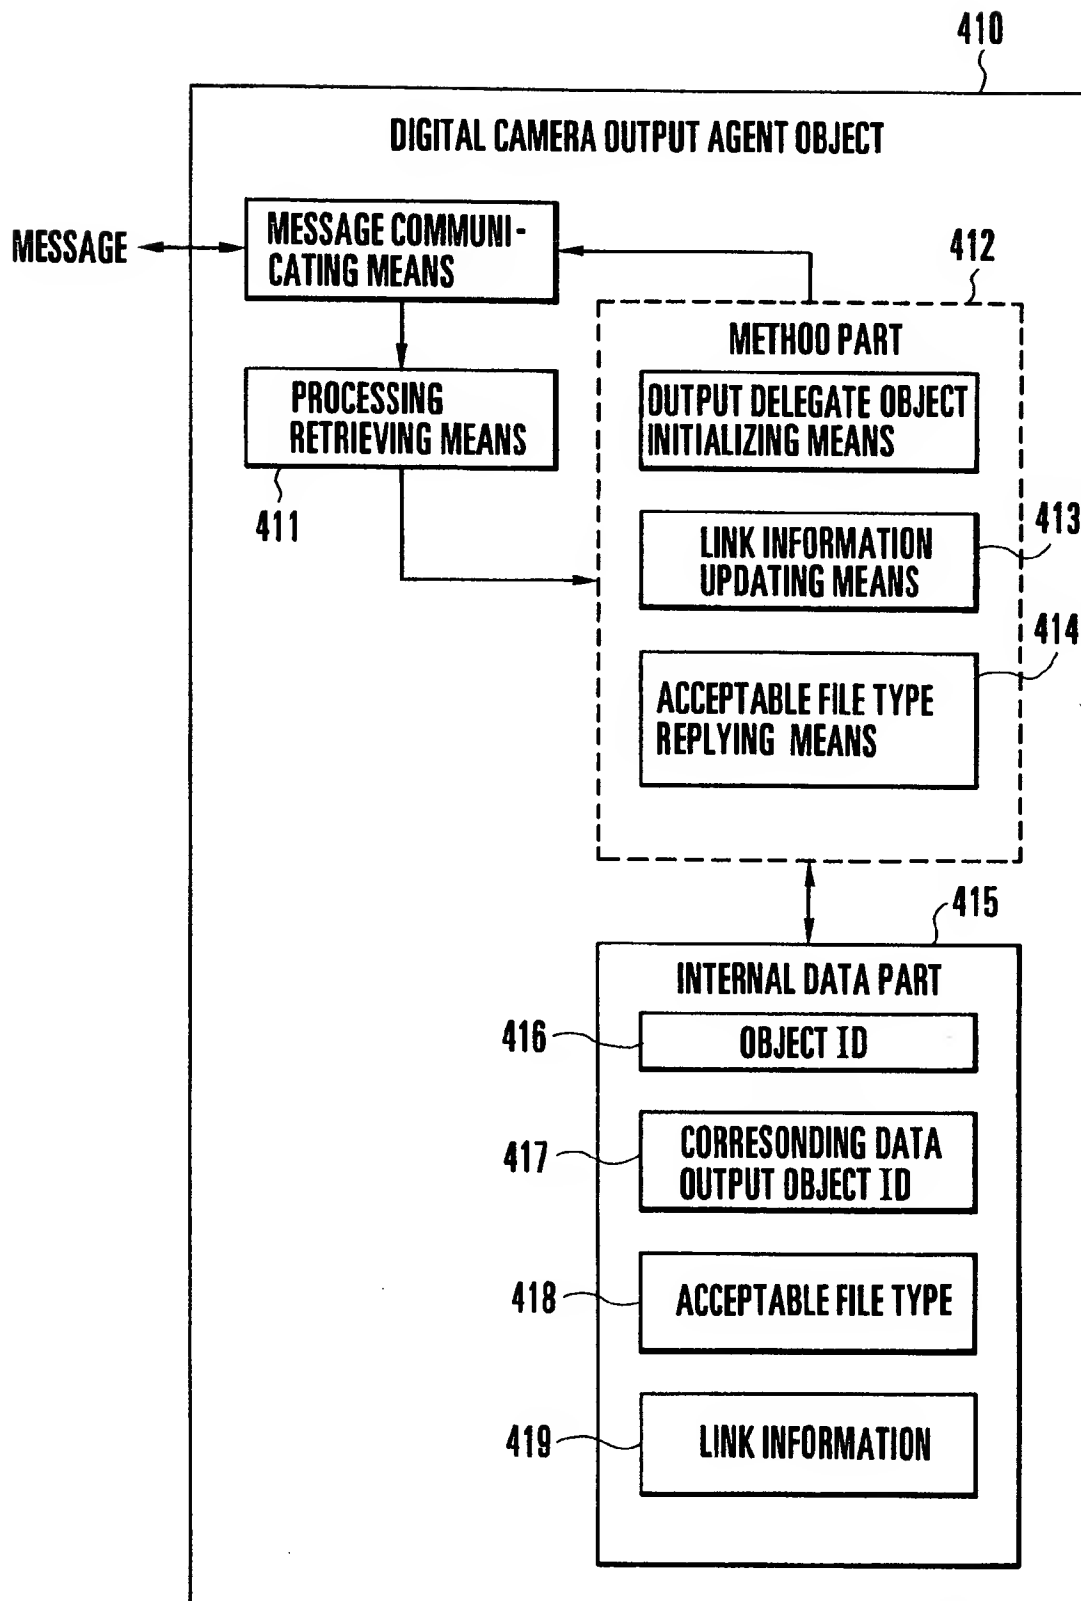 410
DIGITAL CAMERA OUTPUT AGENT OBJECT
MESSAGE
MESSAGE COMMUNI-
CATING MEANS
412
METHOD PART
PROCESSING
RETRIEVING MEANS
411
OUTPUT DELEGATE OBJECT
INITIALIZING MEANS
413
LINK INFORMATION
UPDATING MEANS
414
ACCEPTABLE FILE TYPE
REPLYING MEANS
415
INTERNAL DATA PART
416
OBJECT ID
417
CORRESONDING DATA
OUTPUT OBJECT ID
418
ACCEPTABLE FILE TYPE
419
LINK INFORMATION